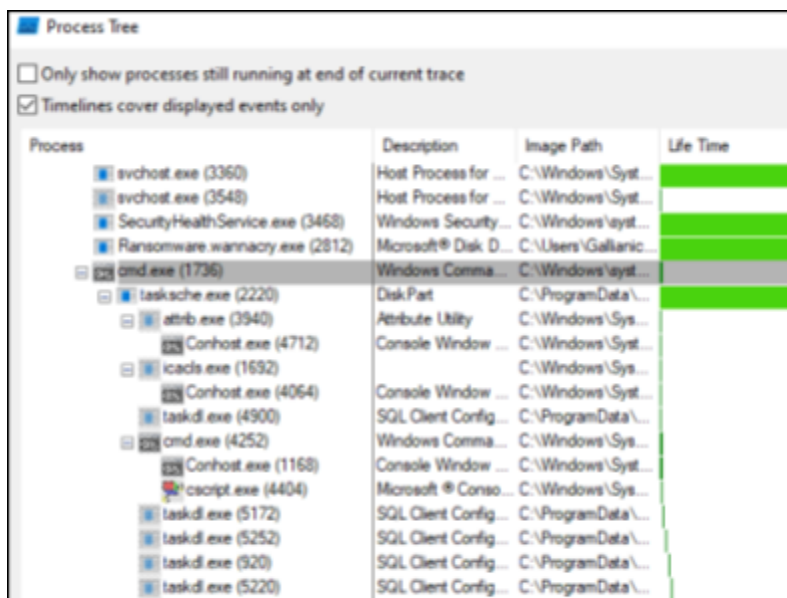 Process Tree
Only show processes still running at end of current trace
Timelines cover displayed events only
Process Description Image Path Life Time
svchost.exe (3360) Host Process for ... C:\Windows\Syst...
svchost.exe (3548) Host Process for ... C:\Windows\Syst...
SecurityHealthService.exe (3468) Windows Security... C:\Windows\syst...
Ransomware.wannacry.exe (2812) Microsoft® Disk D... C:\Users\Gallianic...
cmd.exe (1736) Windows Comma... C:\Windows\syst...
tasksche.exe (2220) DiskPart C:\ProgramData\...
attrib.exe (3940) Attribute Utility C:\Windows\Sys...
Conhost.exe (4712) Console Window ... C:\Windows\Syst...
icacls.exe (1692) C:\Windows\Sys...
Conhost.exe (4064) Console Window ... C:\Windows\Syst...
taskdl.exe (4900) SQL Client Config... C:\ProgramData\...
cmd.exe (4252) Windows Comma... C:\Windows\Sys...
Conhost.exe (1168) Console Window ... C:\Windows\Syst...
cscript.exe (4404) Microsoft ® Conso... C:\Windows\Sys...
taskdl.exe (5172) SQL Client Config... C:\ProgramData\...
taskdl.exe (5252) SQL Client Config... C:\ProgramData\...
taskdl.exe (920) SQL Client Config... C:\ProgramData\...
taskdl.exe (5220) SQL Client Config... C:\ProgramData\...